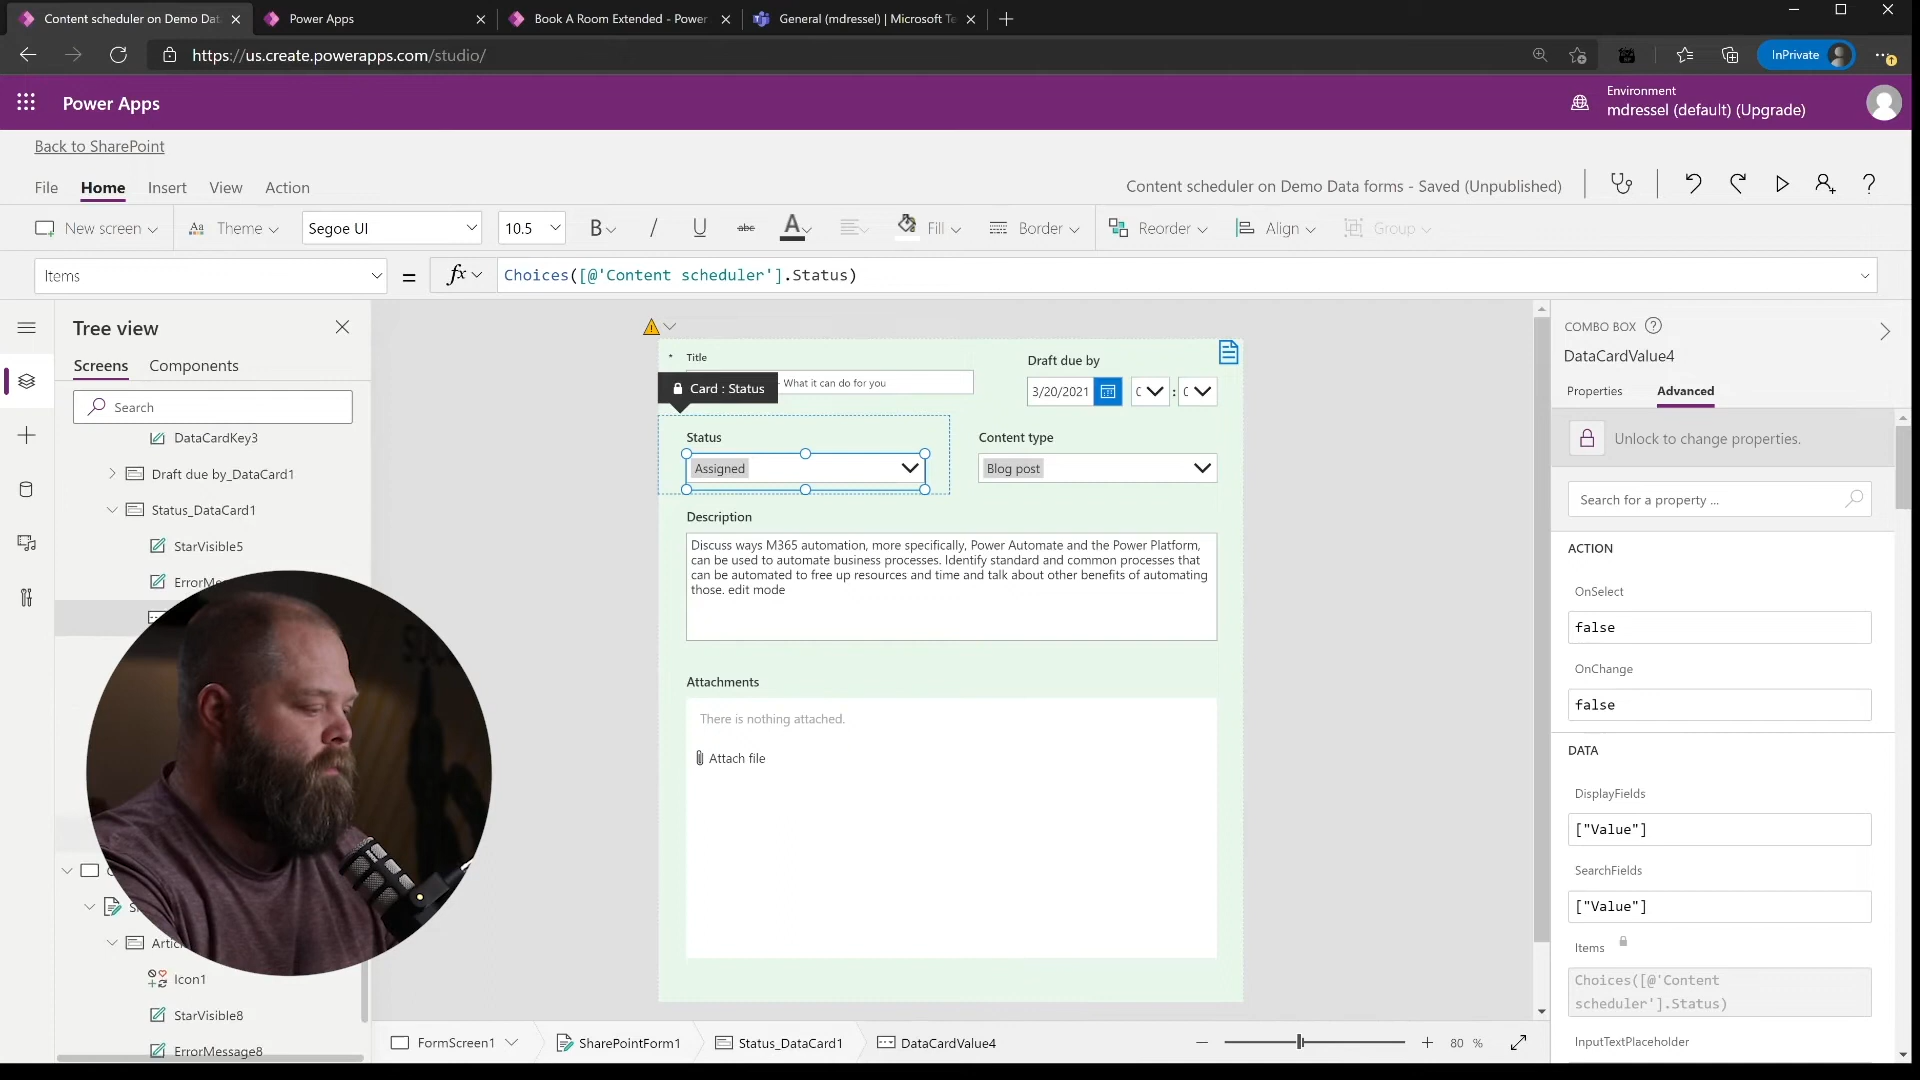 Content scheduler on Demo Dat
Power Apps
Book A Room Extended - Power
General (mdressel) | Microsoft Te
https://us.create.powerapps.com/studio/
InPrivate
Power Apps
Environment
mdressel (default) (Upgrade)
Back to SharePoint
File
Home
Insert
View
Action
Content scheduler on Demo Data forms - Saved (Unpublished)
New screen
Theme
Segoe UI
10.5
B
/
U
abc
A
Fill
Border
Reorder
Align
Group
Items
=
fx
Choices([@'Content scheduler'].Status)
Tree view
Screens
Components
Search
DataCardKey3
Draft due by_DataCard1
Status_DataCard1
StarVisible5
Icon1
StarVisible8
ErrorMessage8
* Title
- What it can do for you
Card : Status
Draft due by
3/20/2021
:
Status
Assigned
Content type
Blog post
Description
Discuss ways M365 automation, more specifically, Power Automate and the Power Platform,
can be used to automate business processes. Identify standard and common processes that
can be automated to free up resources and time and talk about other benefits of automating
those. edit mode
Attachments
There is nothing attached.
Attach file
FormScreen1
SharePointForm1
Status_DataCard1
DataCardValue4
80 %
COMBO BOX
DataCardValue4
Properties
Advanced
Unlock to change properties.
Search for a property ...
ACTION
OnSelect
false
OnChange
false
DATA
DisplayFields
["Value"]
SearchFields
["Value"]
Items
Choices([@'Content
scheduler'].Status)
InputTextPlaceholder